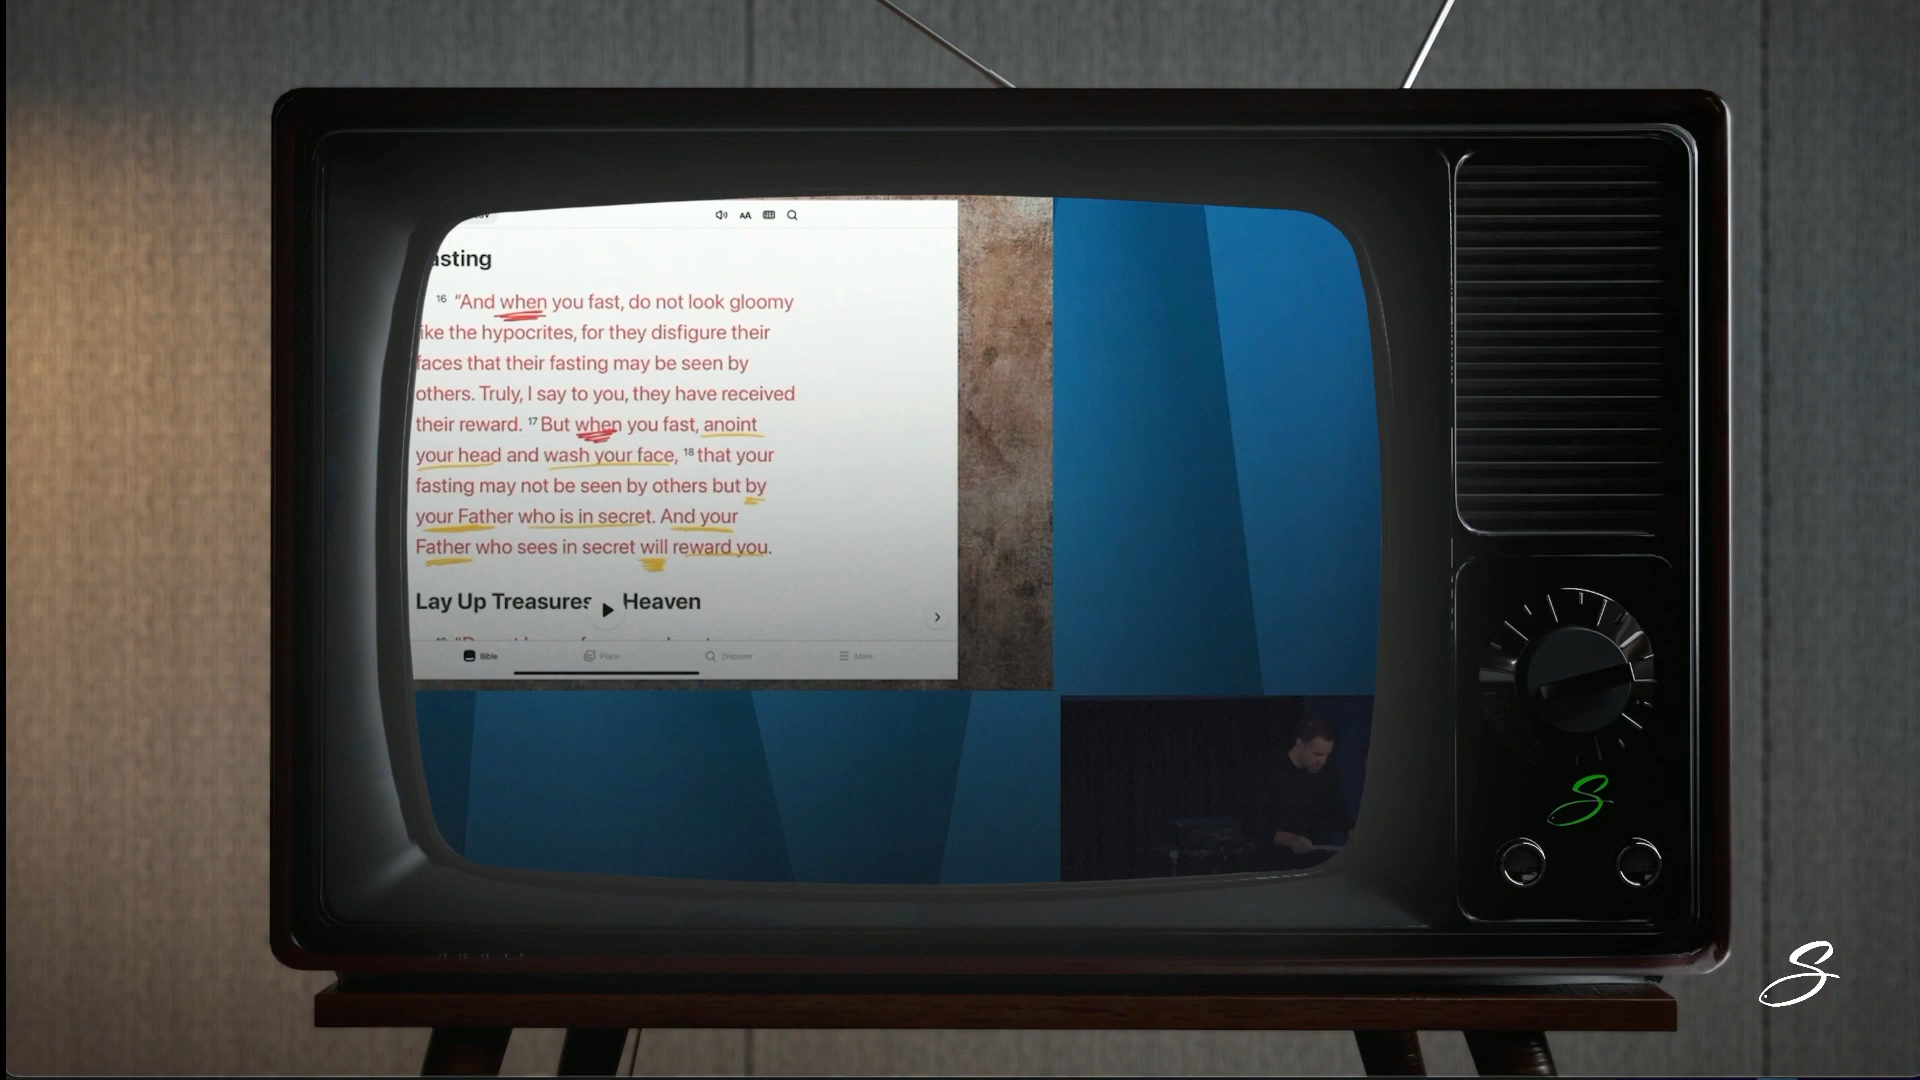 asting
16 “And when you fast, do not look gloomy
like the hypocrites, for they disfigure their
faces that their fasting may be seen by
others. Truly, I say to you, they have received
their reward. 17 But when you fast, anoint
your head and wash your face, 18 that your
fasting may not be seen by others but by
your Father who is in secret. And your
Father who sees in secret will reward you.
Lay Up Treasures Heaven
Bible Discover More
S
S